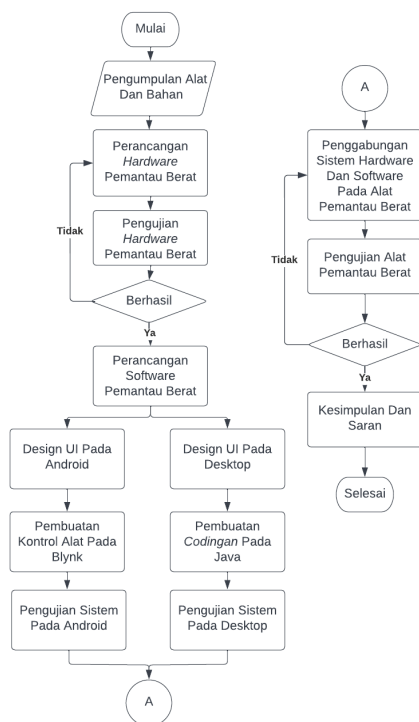 Mulai
Pengumpulan Alat
Dan Bahan
Perancangan
Hardware
Pemantau Berat
Pengujian
Hardware
Pemantau Berat
Tidak
Berhasil
Ya
Perancangan
Software
Pemantau Berat
Design UI Pada
Android
Design UI Pada
Desktop
Pembuatan
Kontrol Alat Pada
Blynk
Pembuatan
Codingan Pada
Java
Pengujian Sistem
Pada Android
Pengujian Sistem
Pada Desktop
A
A
Penggabungan
Sistem Hardware
Dan Software
Pada Alat
Pemantau Berat
Tidak
Pengujian Alat
Pemantau Berat
Berhasil
Ya
Kesimpulan Dan
Saran
Selesai